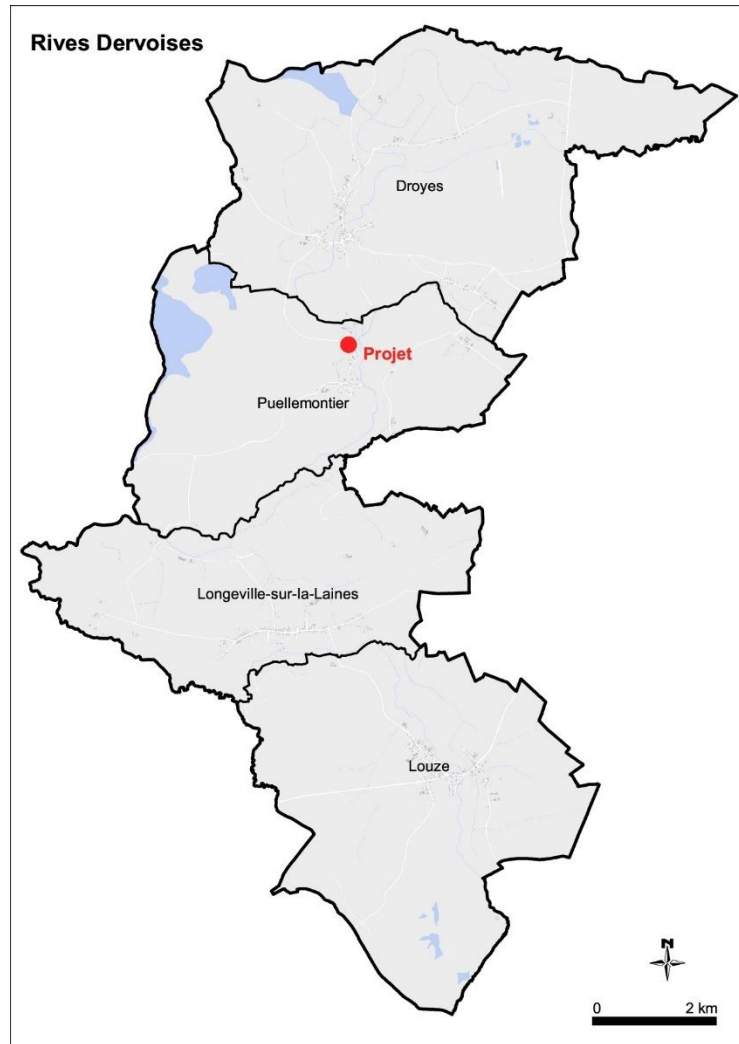 Rives Dervoises
Droyes
Projet
Puellemontier
Longeville-sur-la-Laines
Louze
N
0 2 km